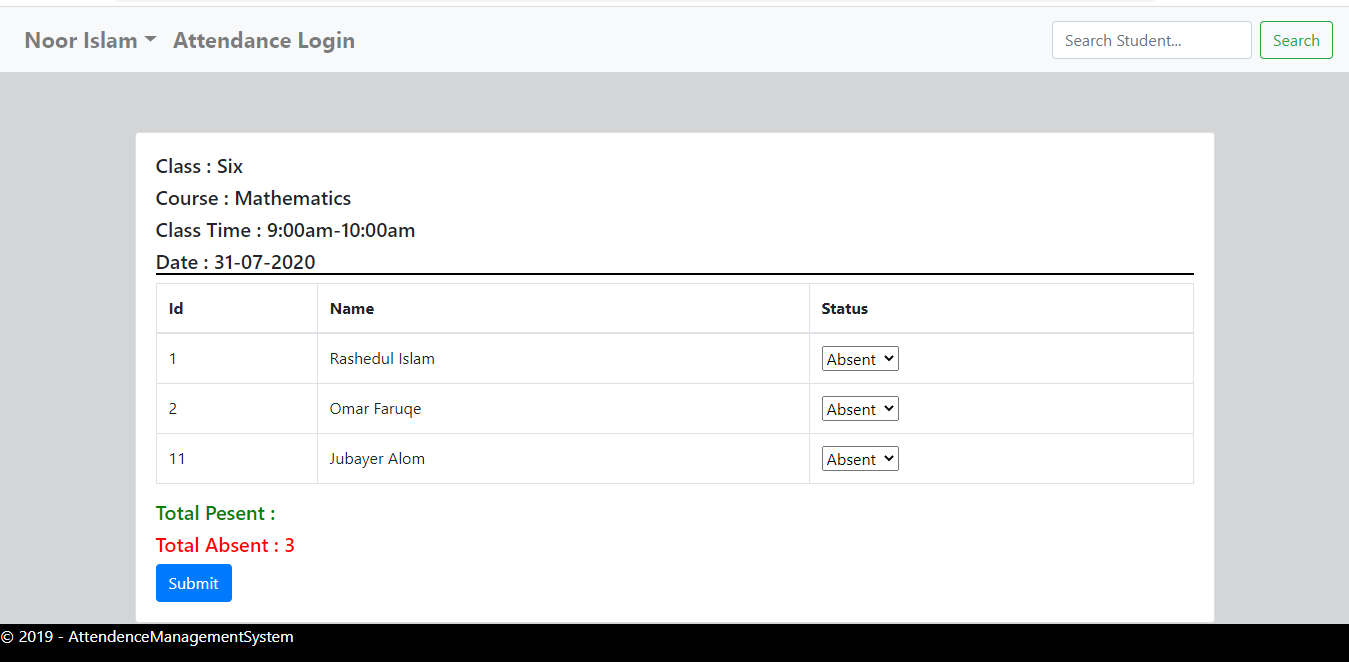 Noor Islam Attendance Login Search Student... Search
Class : Six
Course : Mathematics
Class Time : 9:00am-10:00am
Date : 31-07-2020
Id Name Status
1 Rashedul Islam Absent
2 Omar Faruqe Absent
11 Jubayer Alom Absent
Total Pesent :
Total Absent : 3
Submit
© 2019 - AttendenceManagementSystem